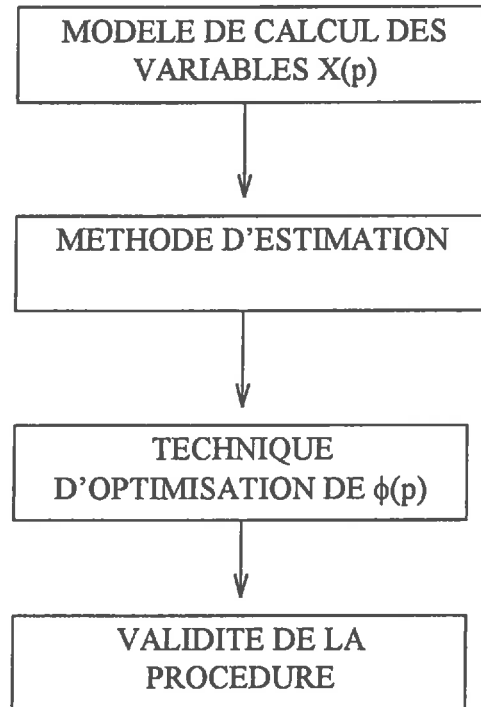 MODELE DE CALCUL DES
VARIABLES X(p)
METHODE D'ESTIMATION
TECHNIQUE
D'OPTIMISATION DE ϕ(p)
VALIDITE DE LA
PROCEDURE